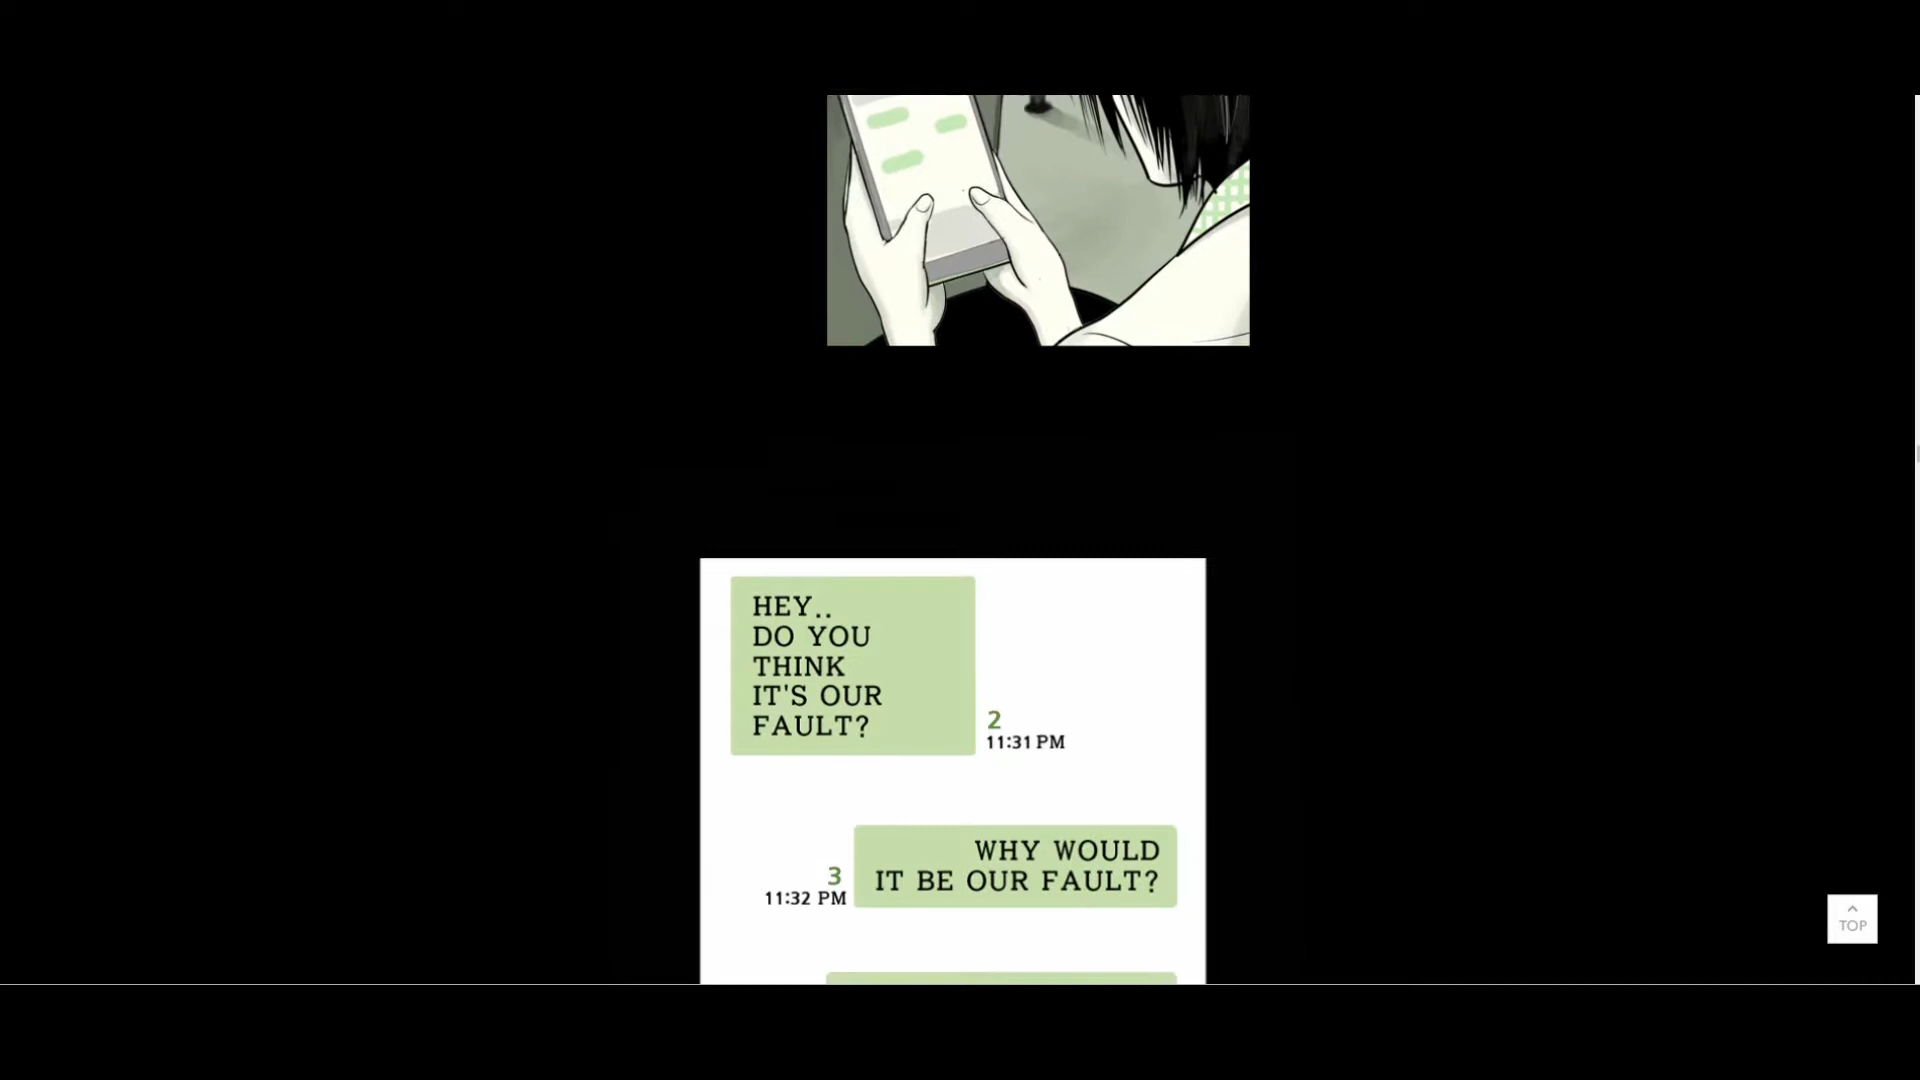 HEY..
DO YOU
THINK
IT'S OUR
FAULT?
2
11:31 PM
WHY WOULD
IT BE OUR FAULT?
3
11:32 PM
TOP